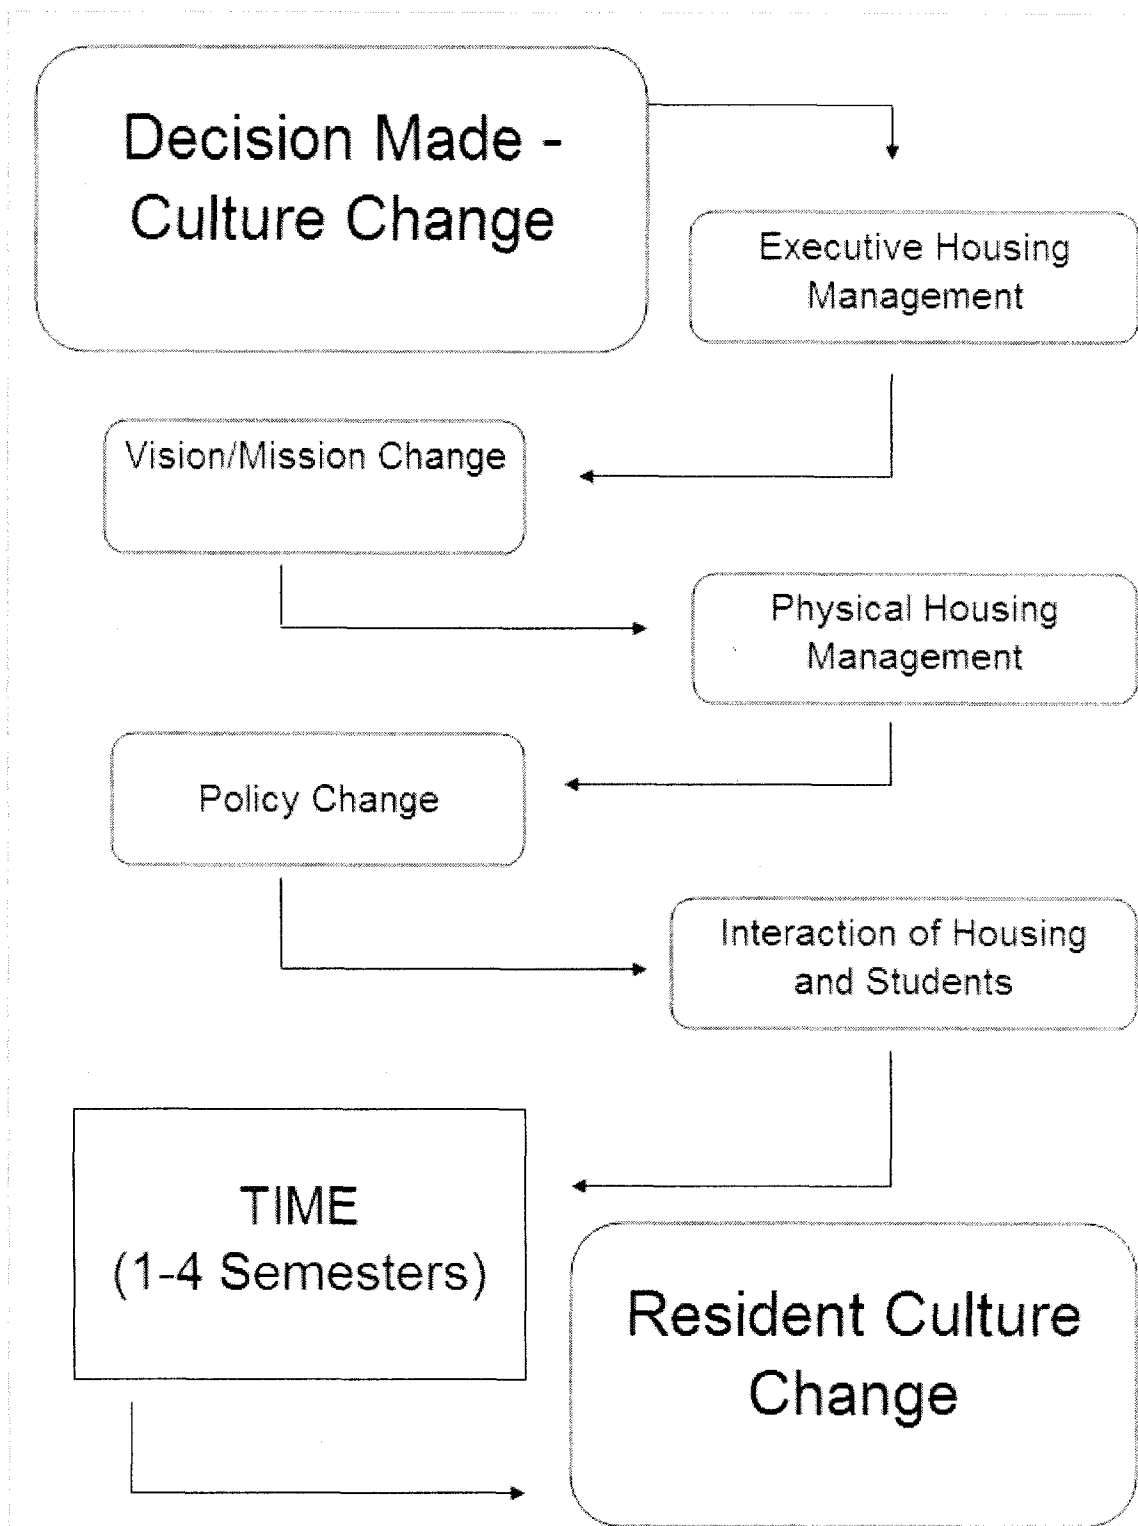 Decision Made -
Culture Change
Executive Housing
Management
Vision/Mission Change
Physical Housing
Management
Policy Change
Interaction of Housing
and Students
TIME
(1-4 Semesters)
Resident Culture
Change